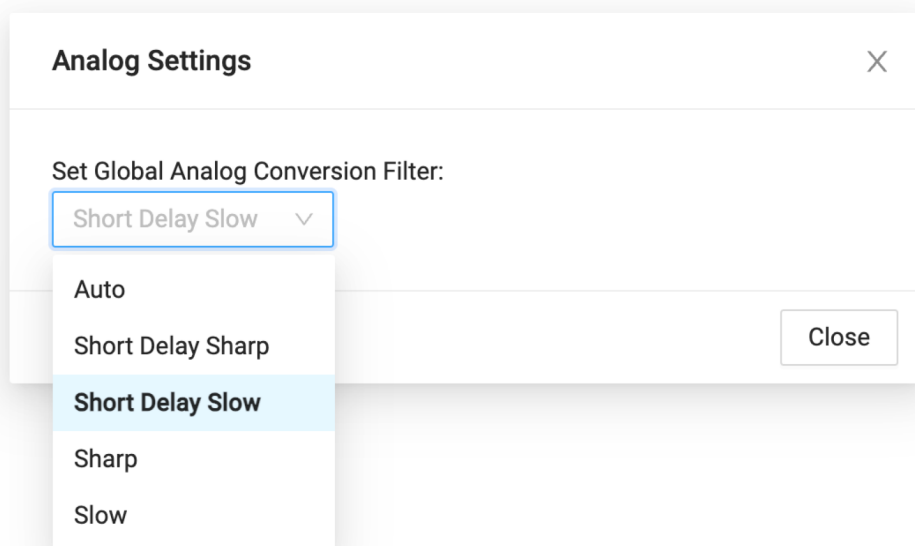 Analog Settings
Set Global Analog Conversion Filter:
Short Delay Slow
Auto
Short Delay Sharp
Short Delay Slow
Sharp
Slow
Close